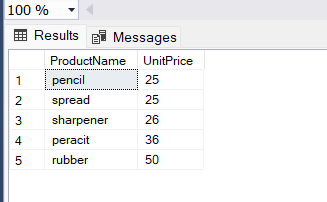 100 %
Results Messages
ProductName UnitPrice
1 pencil 25
2 spread 25
3 sharpener 26
4 peracit 36
5 rubber 50